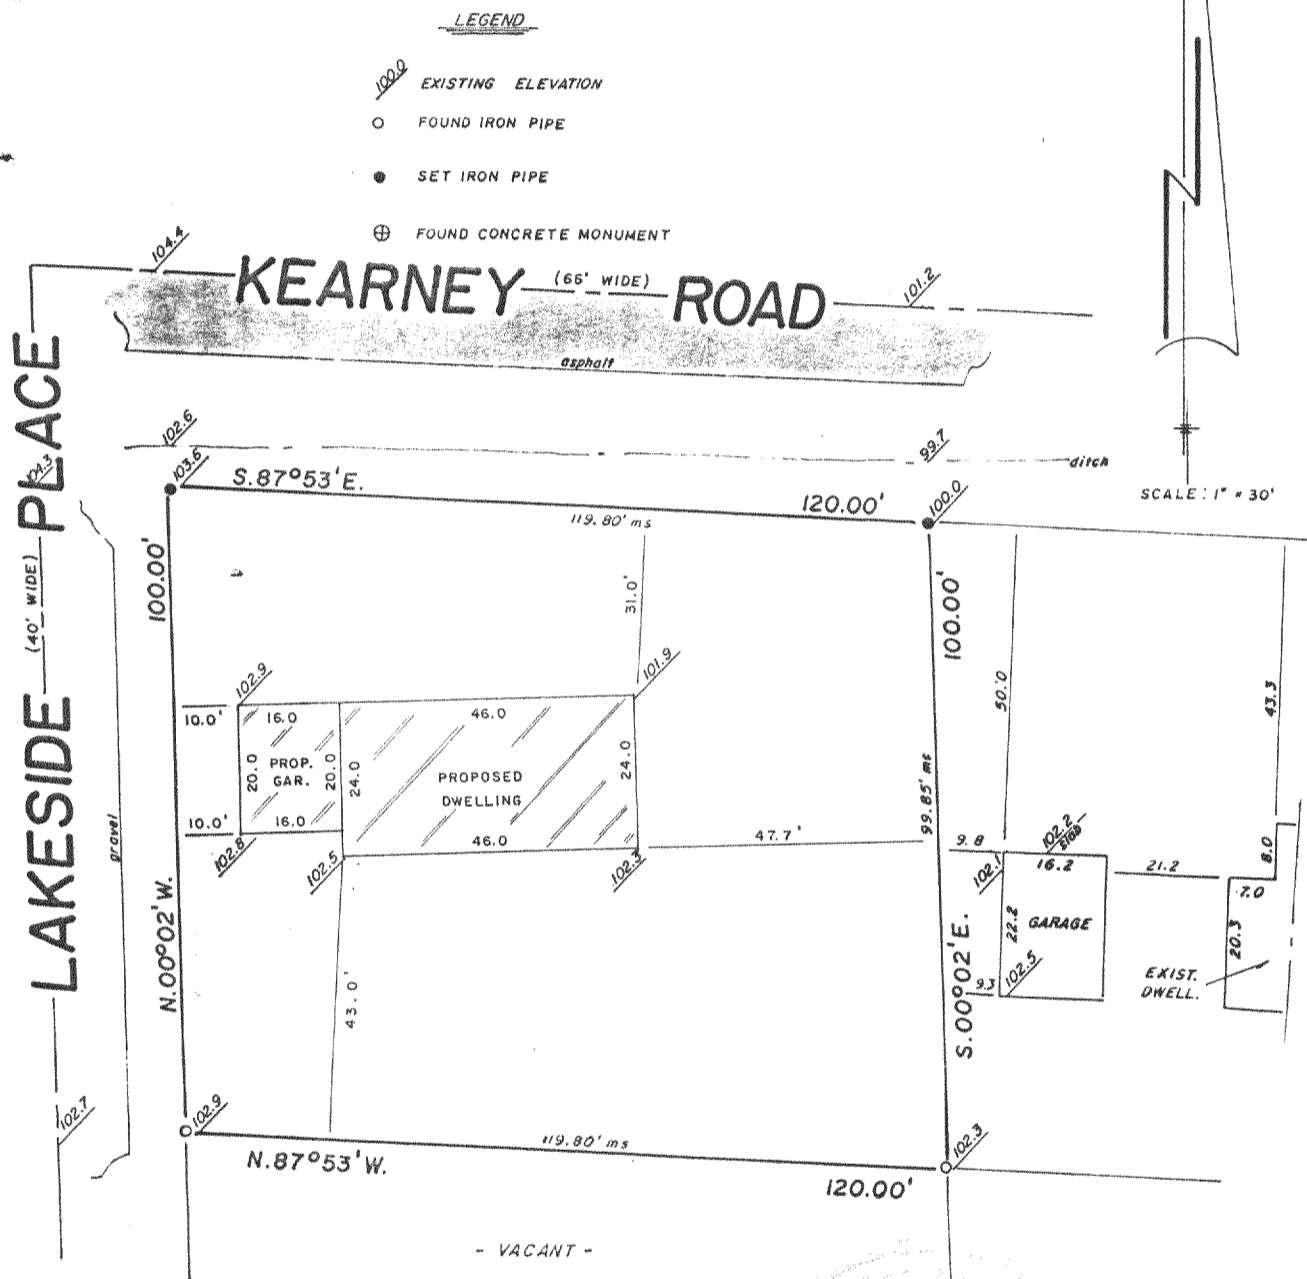 LEGEND
100.0 EXISTING ELEVATION
FOUND IRON PIPE
SET IRON PIPE
FOUND CONCRETE MONUMENT
104.4
KEARNEY (66' WIDE) ROAD
101.2
asphalt
LAKESIDE (40' WIDE) PLACE
104.3
102.6
99.7
ditch
SCALE: 1" = 30'
103.6
S.87°53'E.
120.00'
100.0
119.80' ms
100.00'
31.0'
100.00'
50.0
43.3
102.9
101.9
10.0'
16.0
46.0
20.0
PROP.
GAR.
20.0
24.0
PROPOSED
DWELLING
24.0
99.85' ms
10.0'
16.0
46.0
47.7'
102.8
102.5
102.3
gravel
9.8
102.2
slab
102.1
16.2
21.2
8.0
7.0
22.2
GARAGE
20.3
102.5
9.3
EXIST.
DWELL.
N.00°02'W.
S.00°02'E.
43.0'
102.7
102.9
119.80' ms
102.3
N.87°53'W.
120.00'
- VACANT -